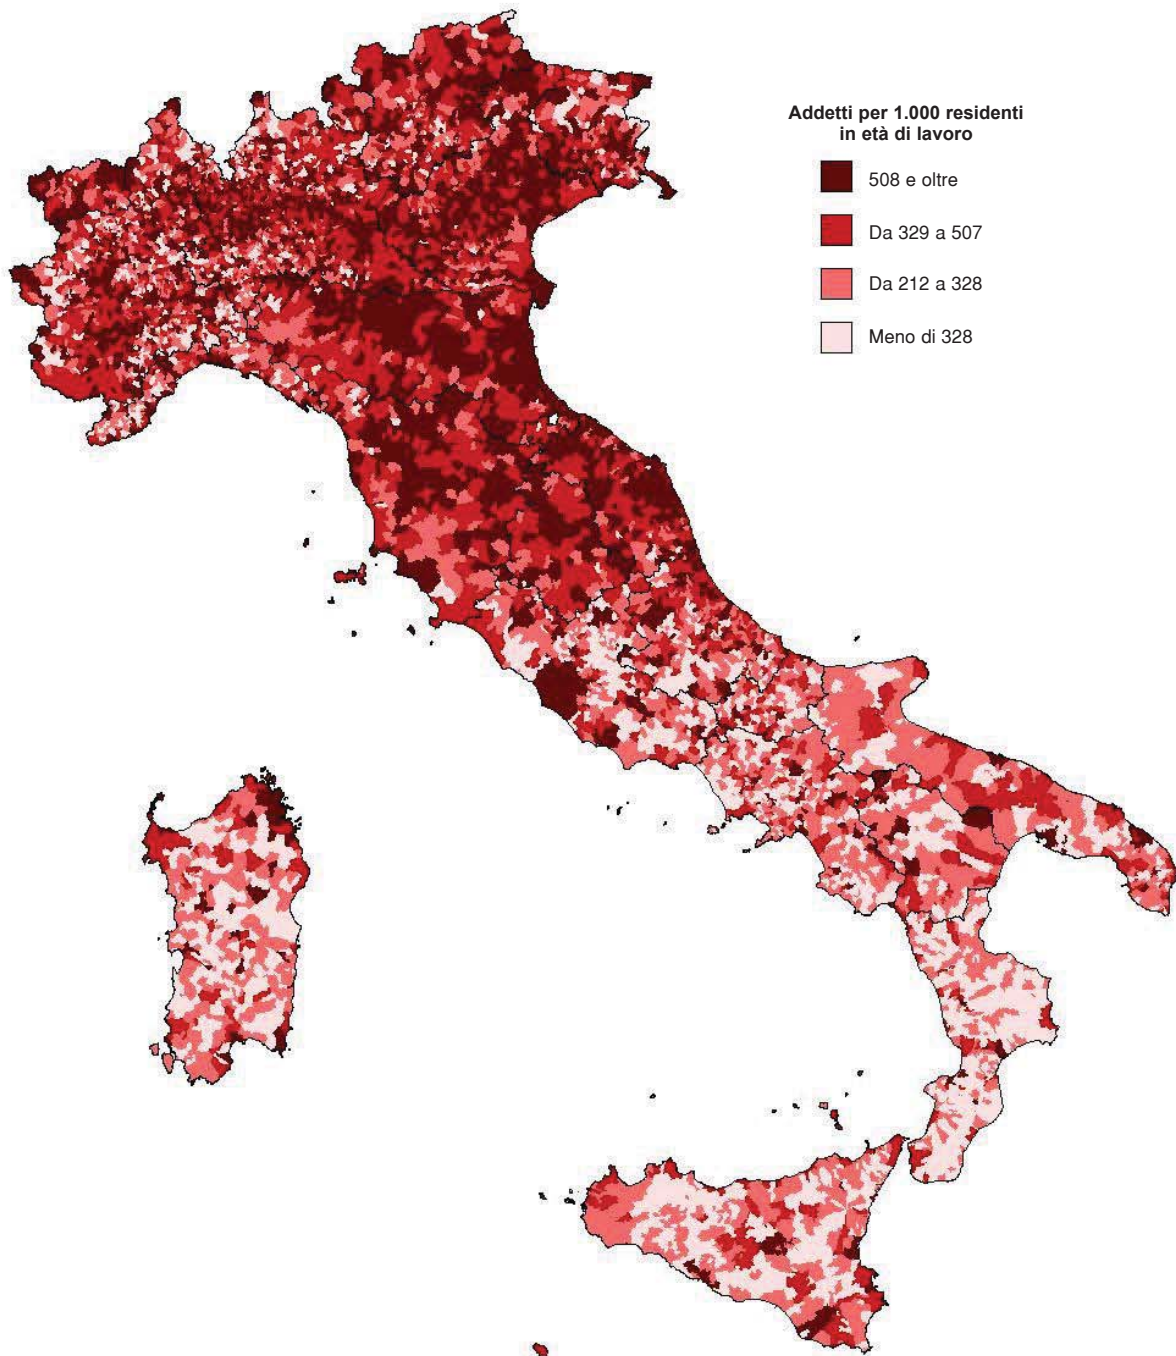 Addetti per 1.000 residenti
in età di lavoro
508 e oltre
Da 329 a 507
Da 212 a 328
Meno di 328